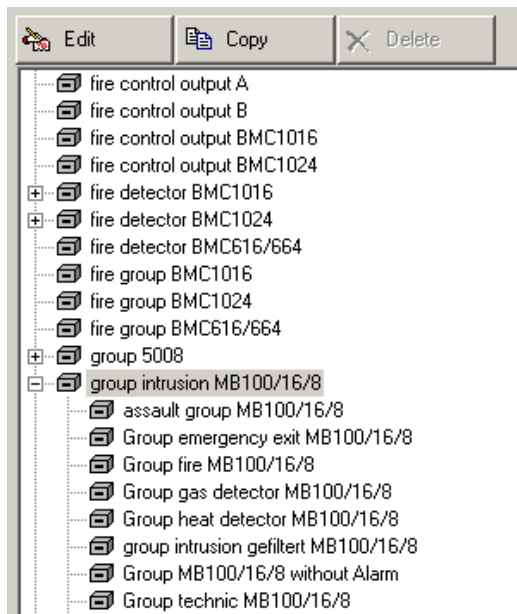 Edit Copy Delete
fire control output A
fire control output B
fire control output BMC1016
fire control output BMC1024
fire detector BMC1016
fire detector BMC1024
fire detector BMC616/664
fire group BMC1016
fire group BMC1024
fire group BMC616/664
group 5008
group intrusion MB100/16/8
assault group MB100/16/8
Group emergency exit MB100/16/8
Group fire MB100/16/8
Group gas detector MB100/16/8
Group heat detector MB100/16/8
group intrusion gefiltert MB100/16/8
Group MB100/16/8 without Alarm
Group technic MB100/16/8